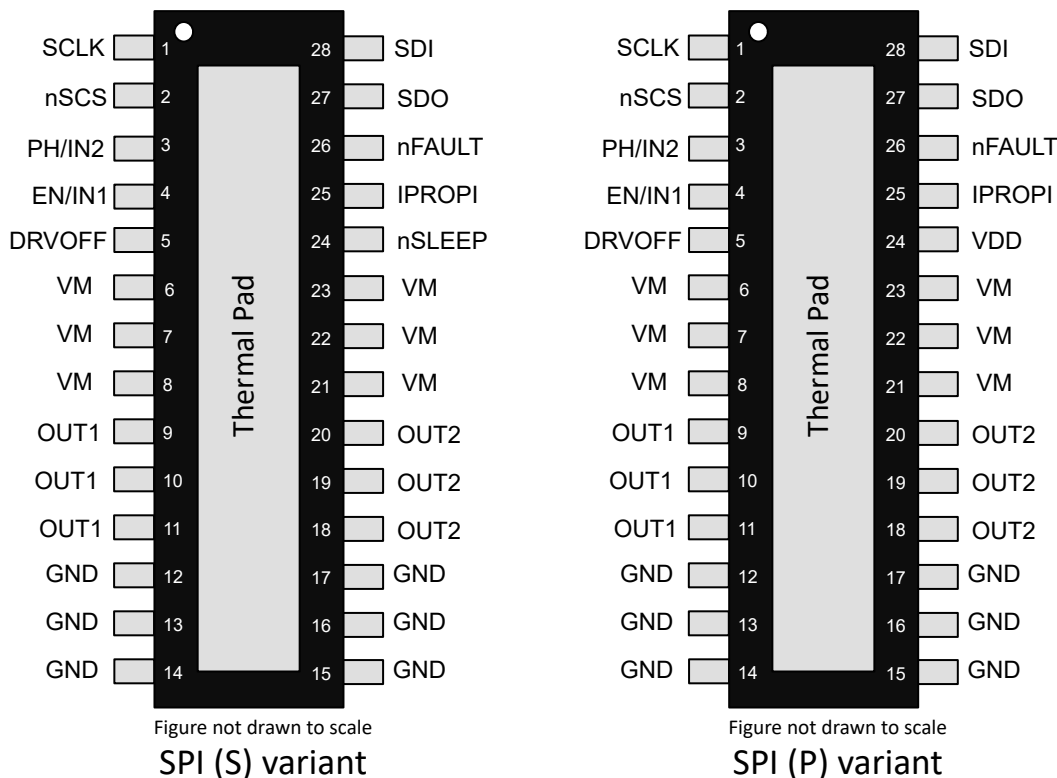 SCLK 1 28 SDI
nSCS 2 27 SDO
PH/IN2 3 26 nFAULT
EN/IN1 4 25 IPROPI
DRVOFF 5 24 nSLEEP
VM 6 23 VM
VM 7 22 VM
VM 8 21 VM
OUT1 9 20 OUT2
OUT1 10 19 OUT2
OUT1 11 18 OUT2
GND 12 17 GND
GND 13 16 GND
GND 14 15 GND
Thermal Pad
Figure not drawn to scale
SPI (S) variant
SCLK 1 28 SDI
nSCS 2 27 SDO
PH/IN2 3 26 nFAULT
EN/IN1 4 25 IPROPI
DRVOFF 5 24 VDD
VM 6 23 VM
VM 7 22 VM
VM 8 21 VM
OUT1 9 20 OUT2
OUT1 10 19 OUT2
OUT1 11 18 OUT2
GND 12 17 GND
GND 13 16 GND
GND 14 15 GND
Thermal Pad
Figure not drawn to scale
SPI (P) variant